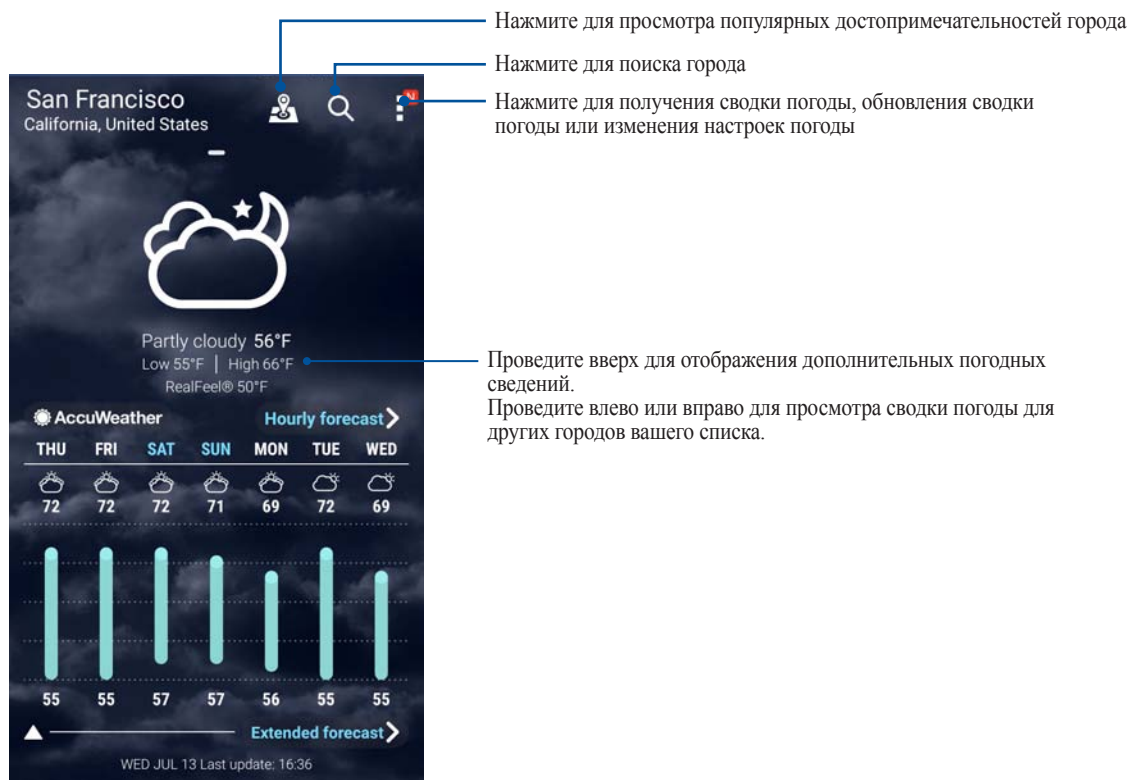 Нажмите для просмотра популярных достопримечательностей города
Нажмите для поиска города
Нажмите для получения сводки погоды, обновления сводки
погоды или изменения настроек погоды
San Francisco
California, United States
N
Partly cloudy 56°F
Low 55°F | High 66°F
RealFeel® 50°F
Проведите вверх для отображения дополнительных погодных
сведений.
Проведите влево или вправо для просмотра сводки погоды для
других городов вашего списка.
AccuWeather Hourly forecast
THU FRI SAT SUN MON TUE WED
72 72 72 71 69 72 69
55 55 57 57 56 55 55
Extended forecast
WED JUL 13 Last update: 16:36